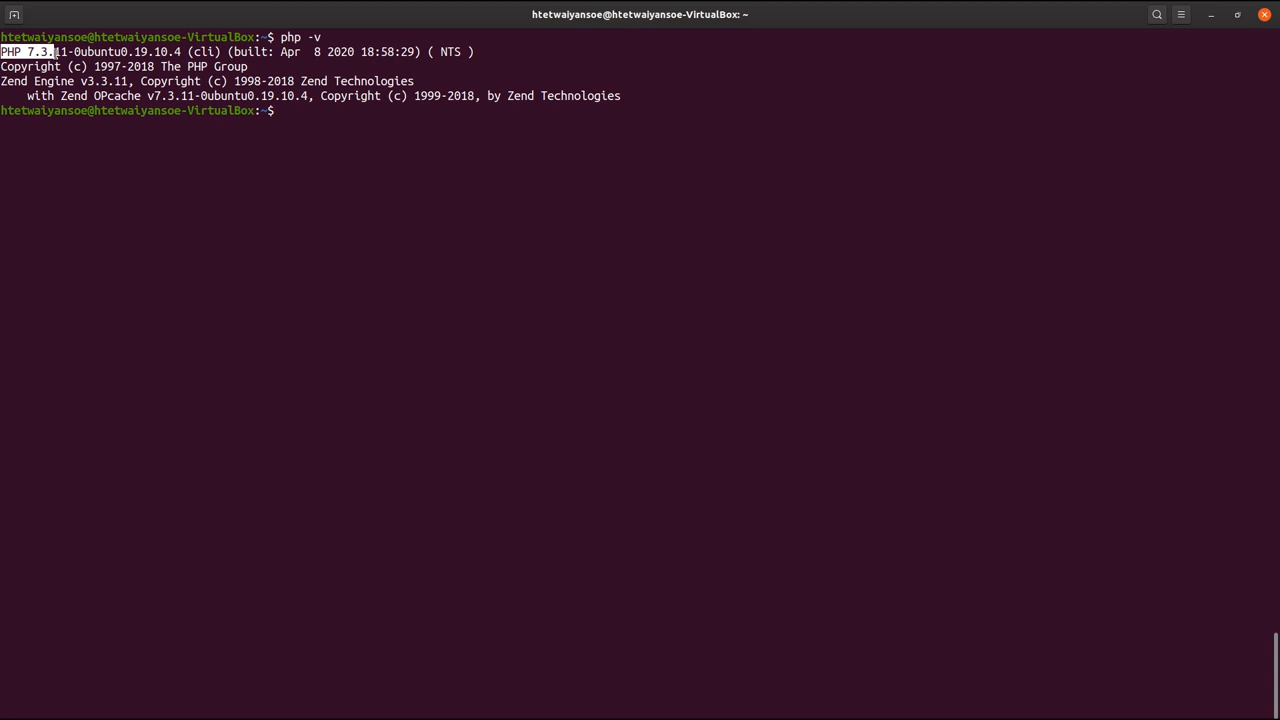 htetwaiyansoe@htetwaiyansoe-VirtualBox: ~
htetwaiyansoe@htetwaiyansoe-VirtualBox:~$ php -v
PHP 7.3.11-0ubuntu0.19.10.4 (cli) (built: Apr  8 2020 18:58:29) ( NTS )
Copyright (c) 1997-2018 The PHP Group
Zend Engine v3.3.11, Copyright (c) 1998-2018 Zend Technologies
    with Zend OPcache v7.3.11-0ubuntu0.19.10.4, Copyright (c) 1999-2018, by Zend Technologies
htetwaiyansoe@htetwaiyansoe-VirtualBox:~$